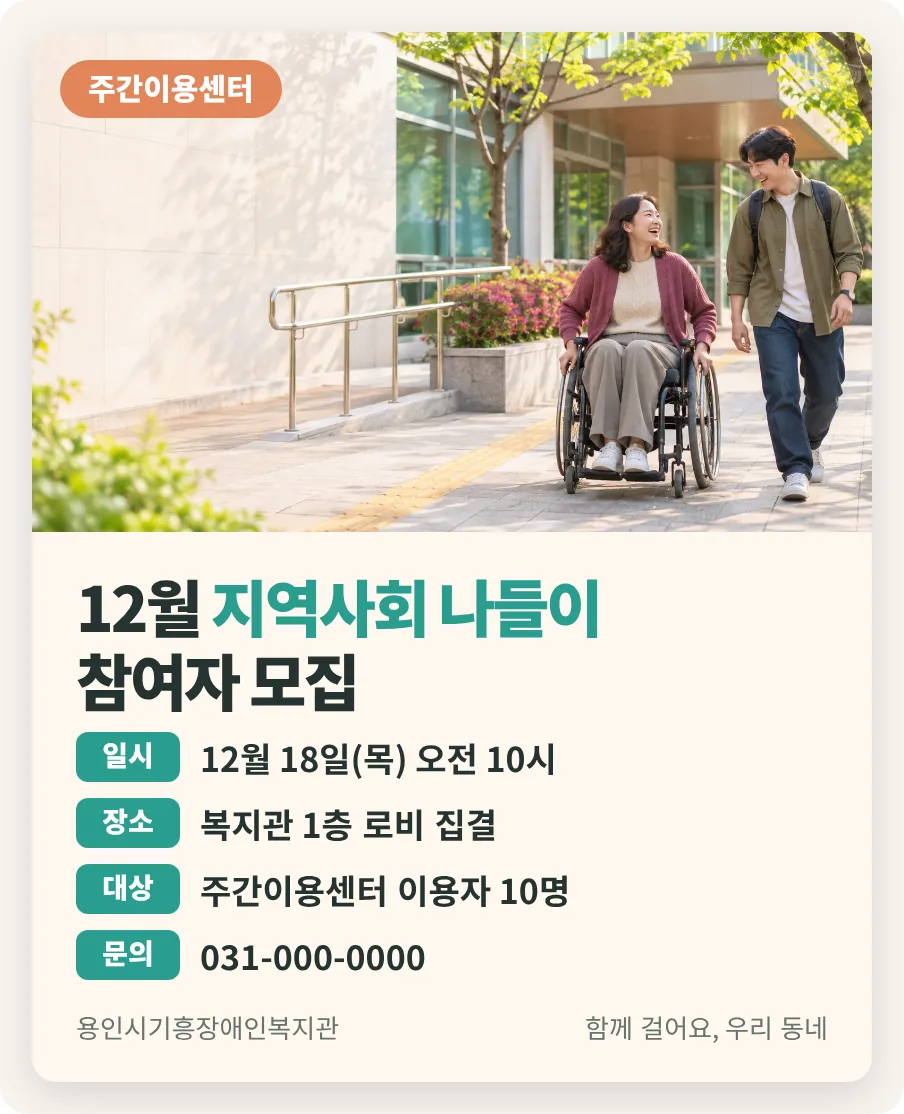 주간이용센터
12월 지역사회 나들이
참여자 모집
일시 12월 18일(목) 오전 10시
장소 복지관 1층 로비 집결
대상 주간이용센터 이용자 10명
문의 031-000-0000
용인시기흥장애인복지관 함께 걸어요, 우리 동네